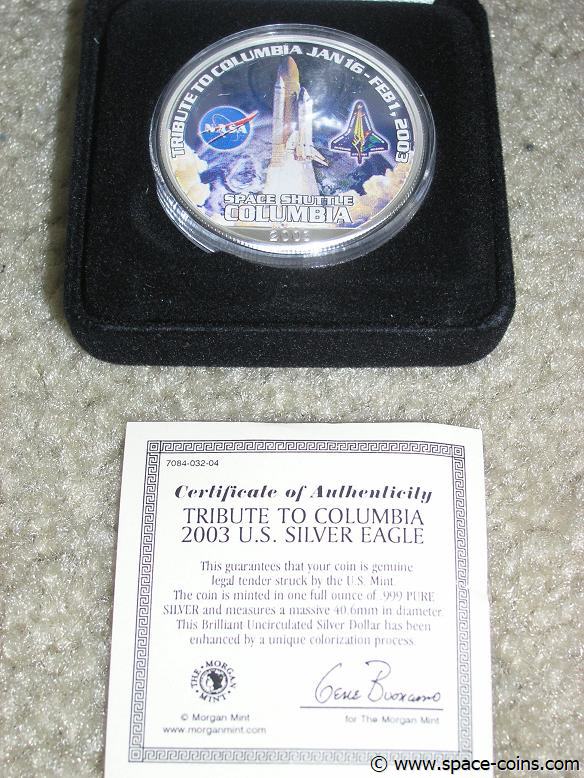 TRIBUTE TO COLUMBIA JAN 16 - FEB 1, 2003
NASA
SPACE SHUTTLE
COLUMBIA
2003
7084-032-04
Certificate of Authenticity
TRIBUTE TO COLUMBIA
2003 U.S. SILVER EAGLE
This guarantees that your coin is genuine
legal tender struck by the U.S. Mint.
The coin is minted in one full ounce of .999 PURE
SILVER and measures a massive 40.6mm in diameter.
This Brilliant Uncirculated Silver Dollar has been
enhanced by a unique colorization process.
THE MORGAN MINT
Gene
© Morgan Mint
www.morganmint.com
for The Morgan Mint
© www.space-coins.com